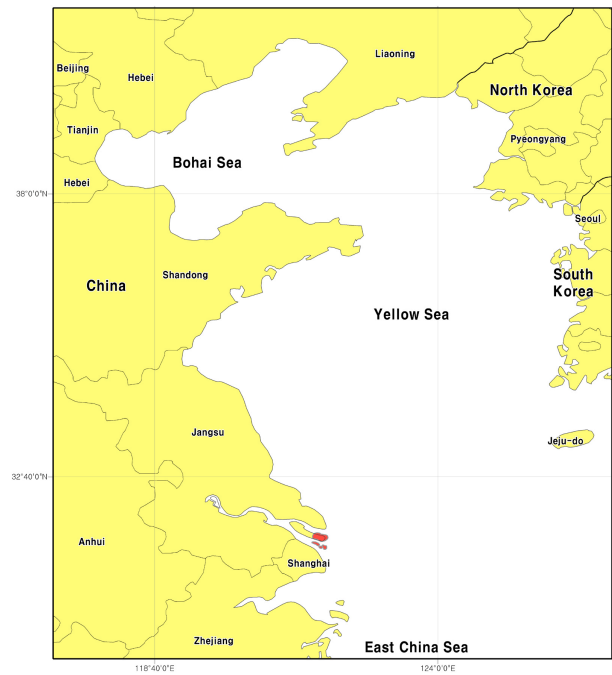 Liaoning
Beijing
Hebei
North Korea
Tianjin
Pyeongyang
Bohai Sea
Hebei
38°0'0"N
Seoul
Shandong
South
Korea
China
Yellow Sea
Jangsu
Jeju-do
32°40'0"N
Anhui
Shanghai
Zhejiang
East China Sea
118°40'0"E
124°0'0"E